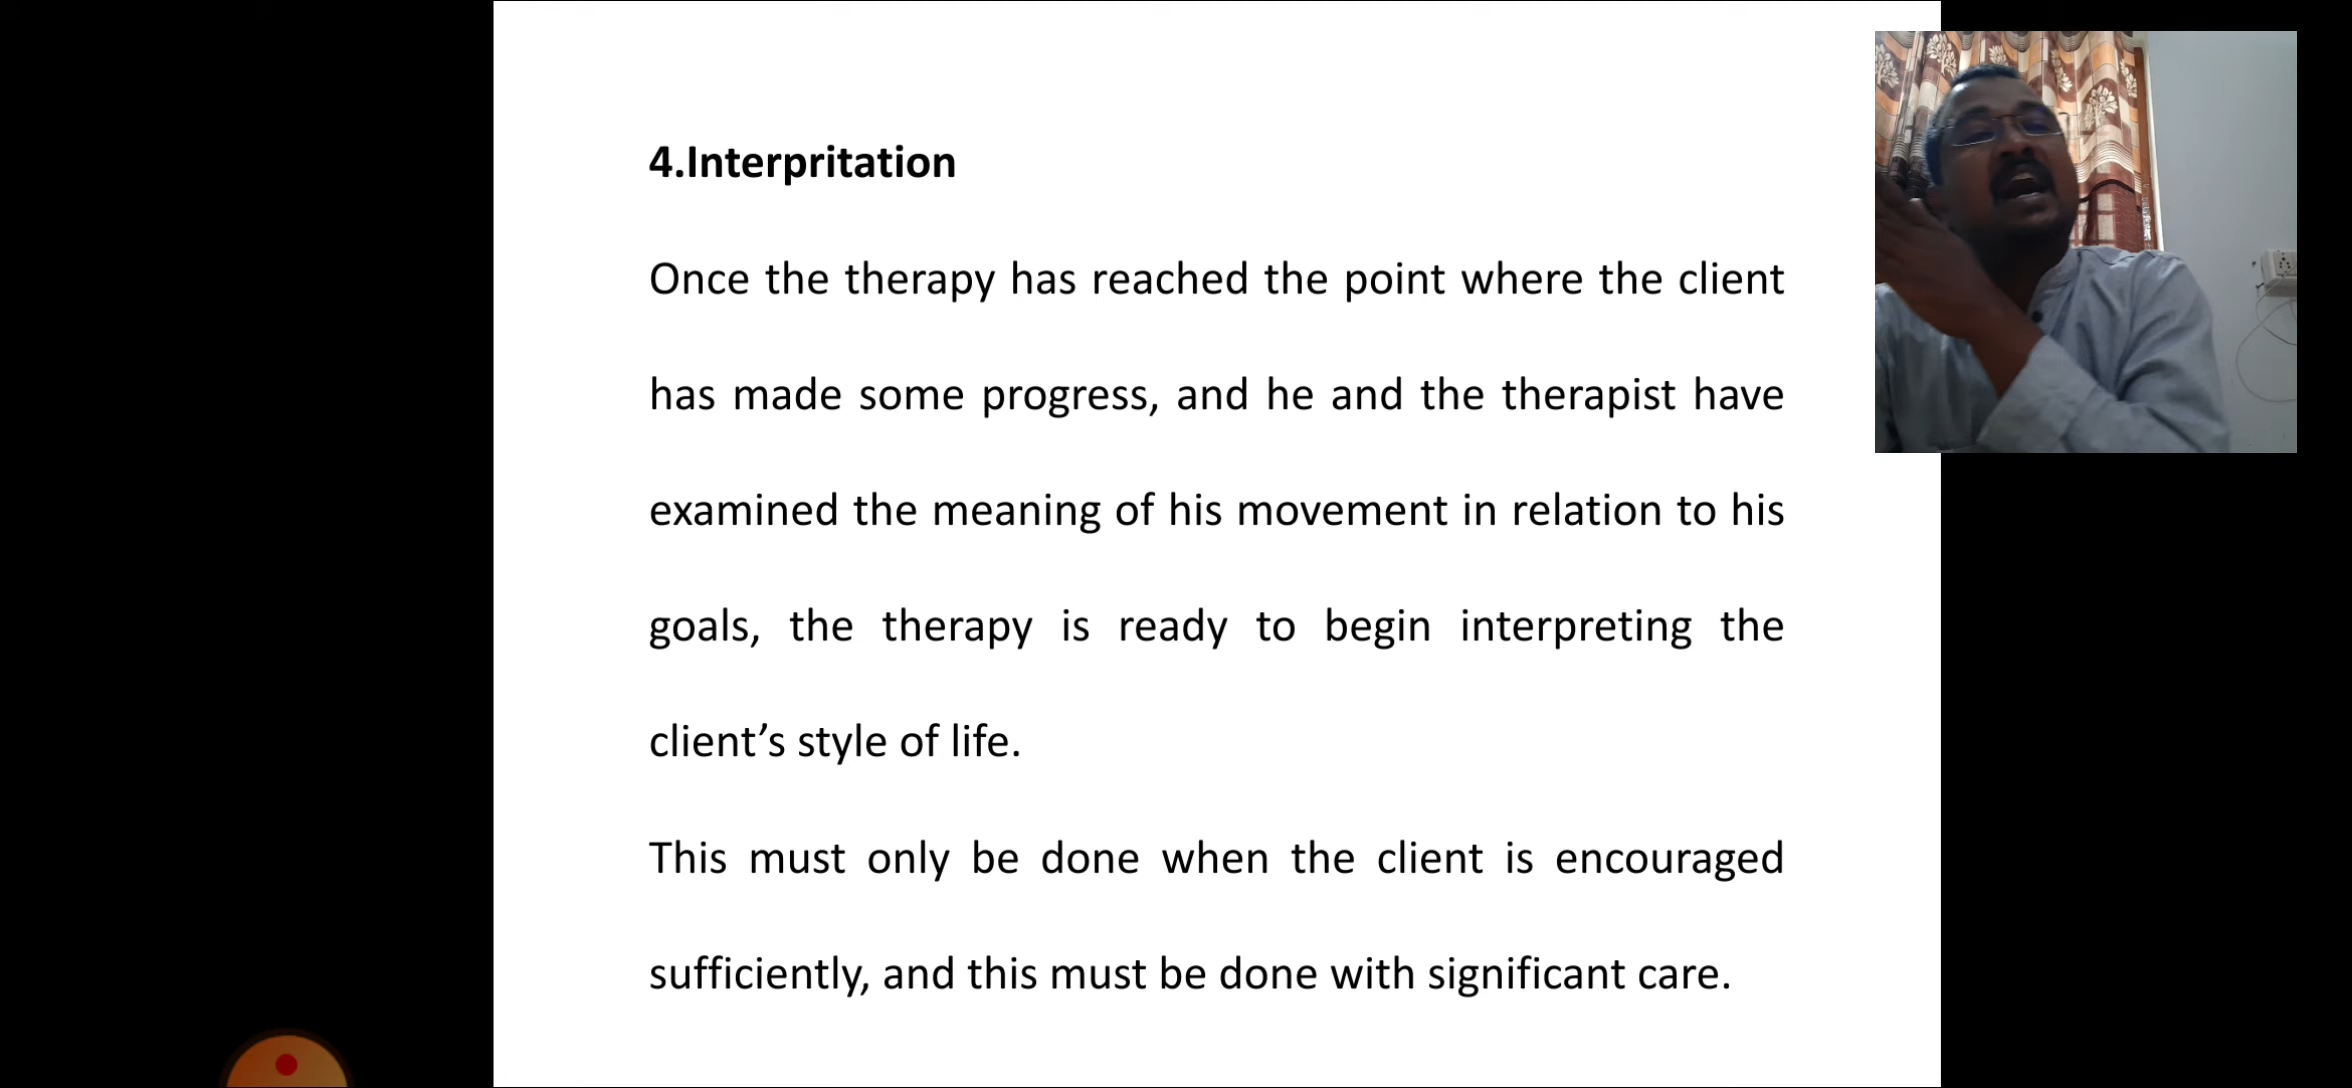 4.Interpritation
Once the therapy has reached the point where the client
has made some progress, and he and the therapist have
examined the meaning of his movement in relation to his
goals, the therapy is ready to begin interpreting the
client’s style of life.
This must only be done when the client is encouraged
sufficiently, and this must be done with significant care.